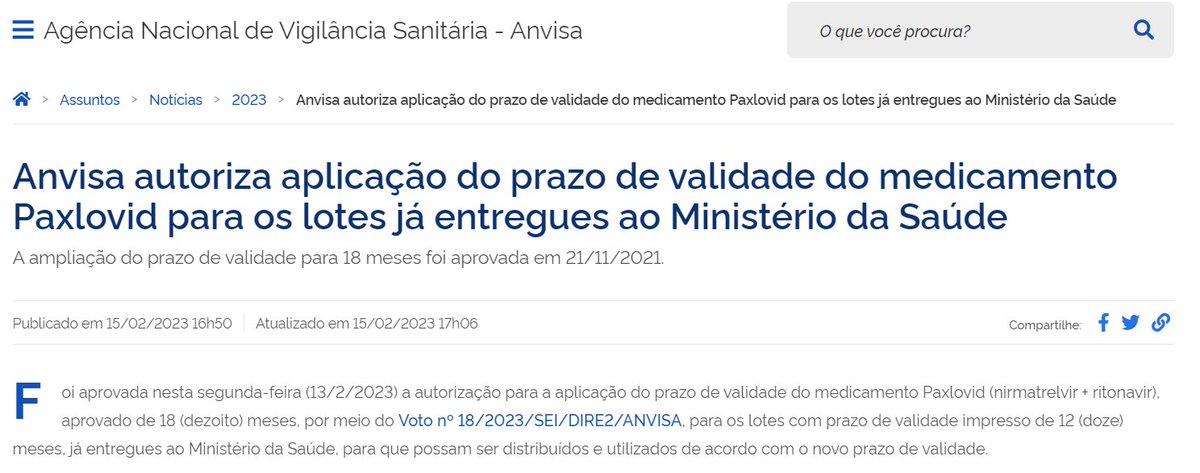 Agência Nacional de Vigilância Sanitária - Anvisa
O que você procura?
> Assuntos > Notícias > 2023 > Anvisa autoriza aplicação do prazo de validade do medicamento Paxlovid para os lotes já entregues ao Ministério da Saúde
Anvisa autoriza aplicação do prazo de validade do medicamento
Paxlovid para os lotes já entregues ao Ministério da Saúde
A ampliação do prazo de validade para 18 meses foi aprovada em 21/11/2021.
Publicado em 15/02/2023 16h50 Atualizado em 15/02/2023 17h06
Compartilhe:
Foi aprovada nesta segunda-feira (13/2/2023) a autorização para a aplicação do prazo de validade do medicamento Paxlovid (nirmatrelvir + ritonavir),
aprovado de 18 (dezoito) meses, por meio do Voto nº 18/2023/SEI/DIRE2/ANVISA, para os lotes com prazo de validade impresso de 12 (doze)
meses, já entregues ao Ministério da Saúde, para que possam ser distribuídos e utilizados de acordo com o novo prazo de validade.